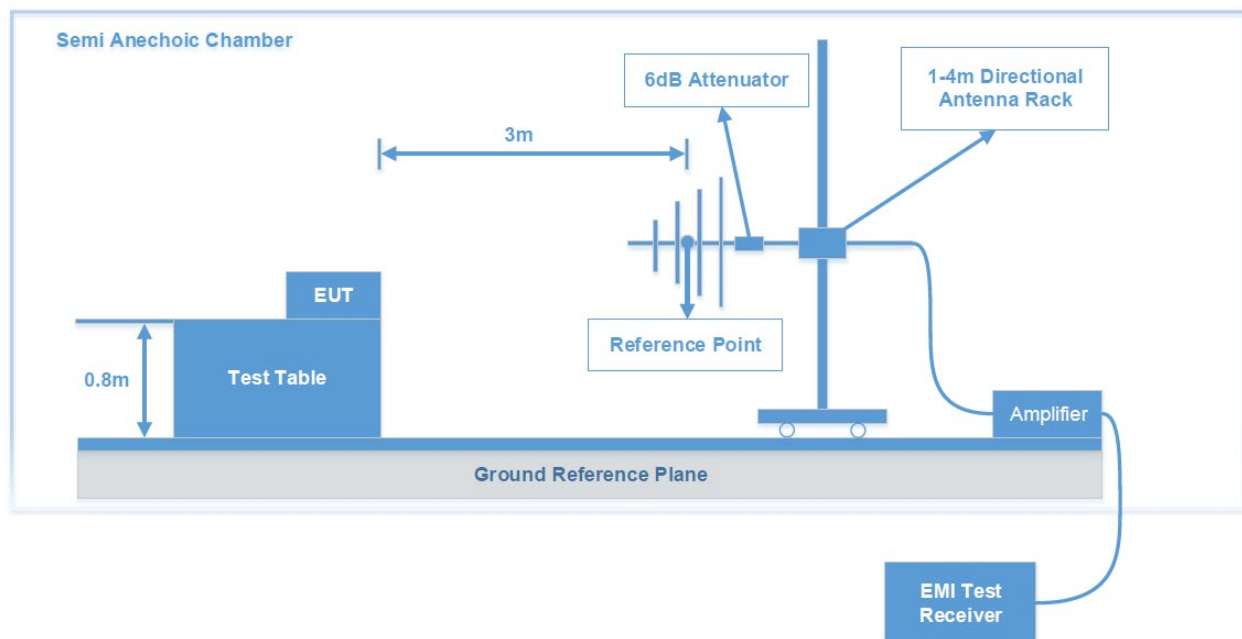 Semi Anechoic Chamber
6dB Attenuator
1-4m Directional
Antenna Rack
3m
EUT
Reference Point
0.8m
Test Table
Amplifier
Ground Reference Plane
EMI Test
Receiver